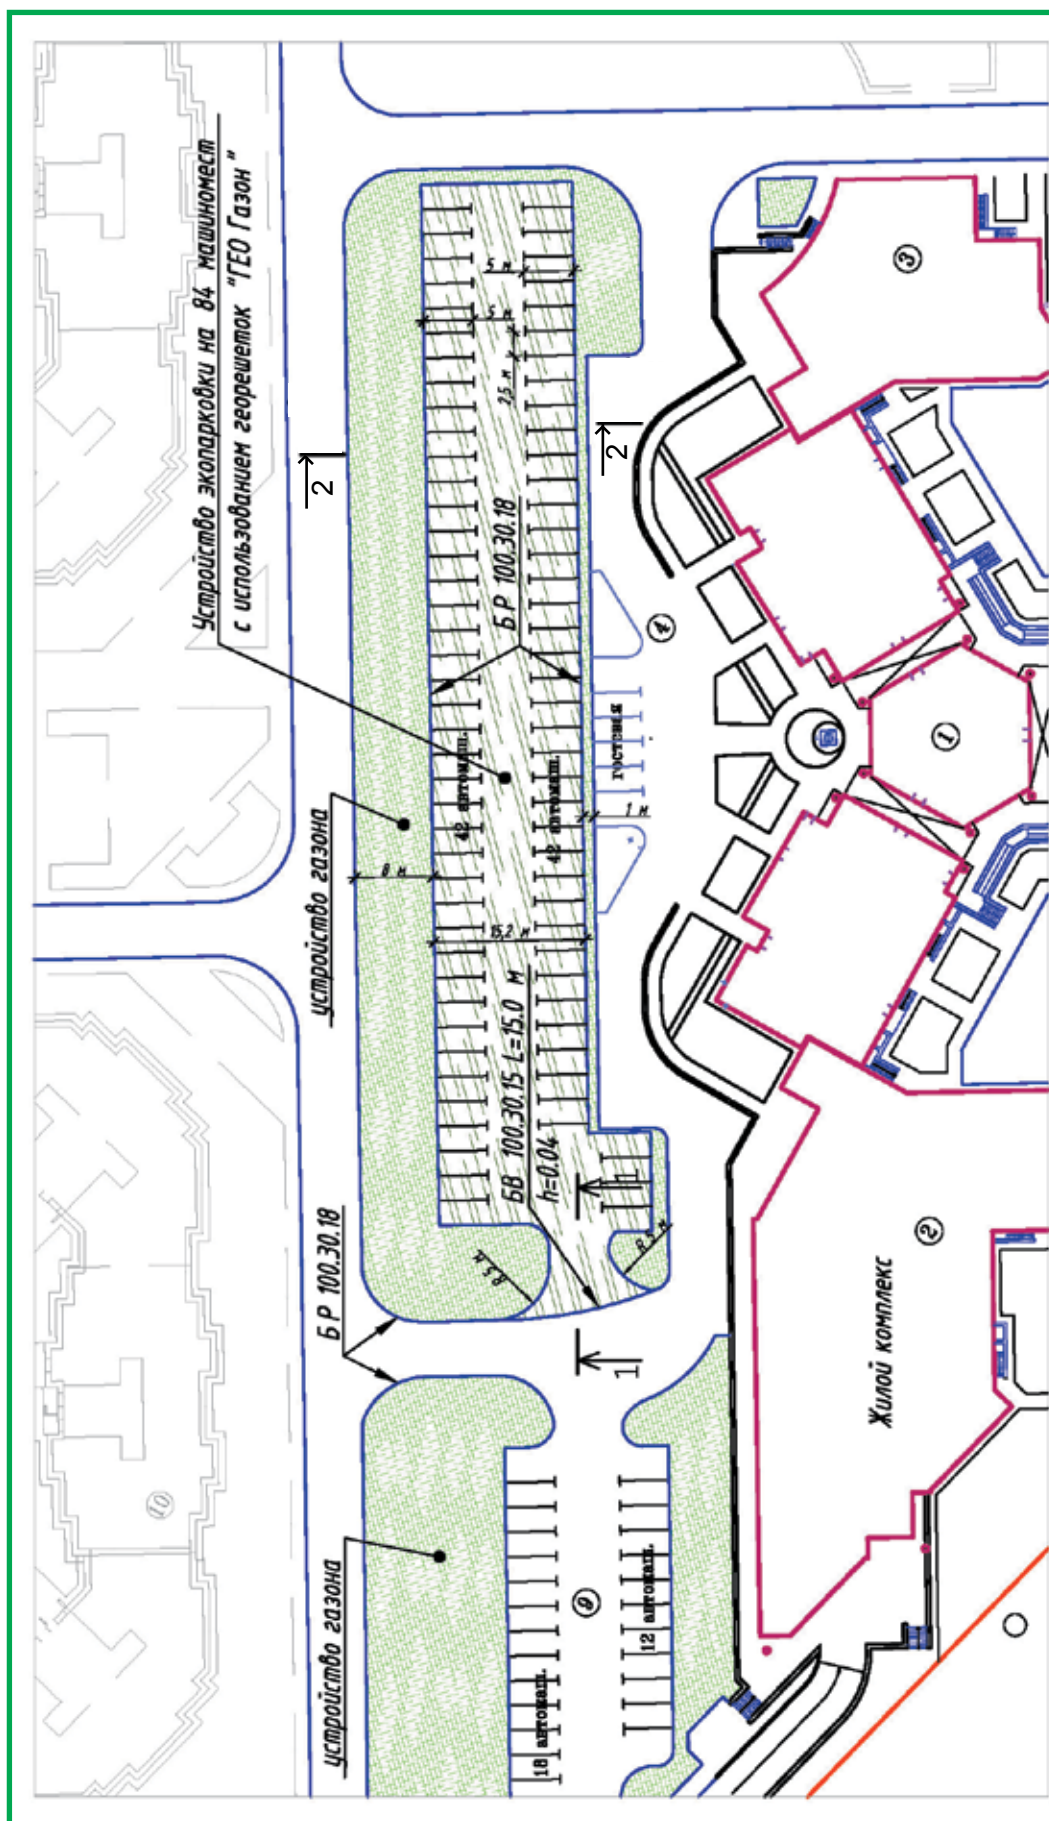 Устройство экопарковки на 84 машиномест
с использованием георешеток "ГЕО Газон"
2
2
5 м
5 м
2,5 м
БР 100.30.18
3
4
1
42 автомаш.
42 автомаш.
гостевая
1 м
устройство газона
8 м
15,2 м
БВ 100.30.15 L=15.0 м
h=0.04
1
1
R 5 м
БР 100.30.18
2
Жилой комплекс
10
устройство газона
9
18 автомаш.
12 автомаш.